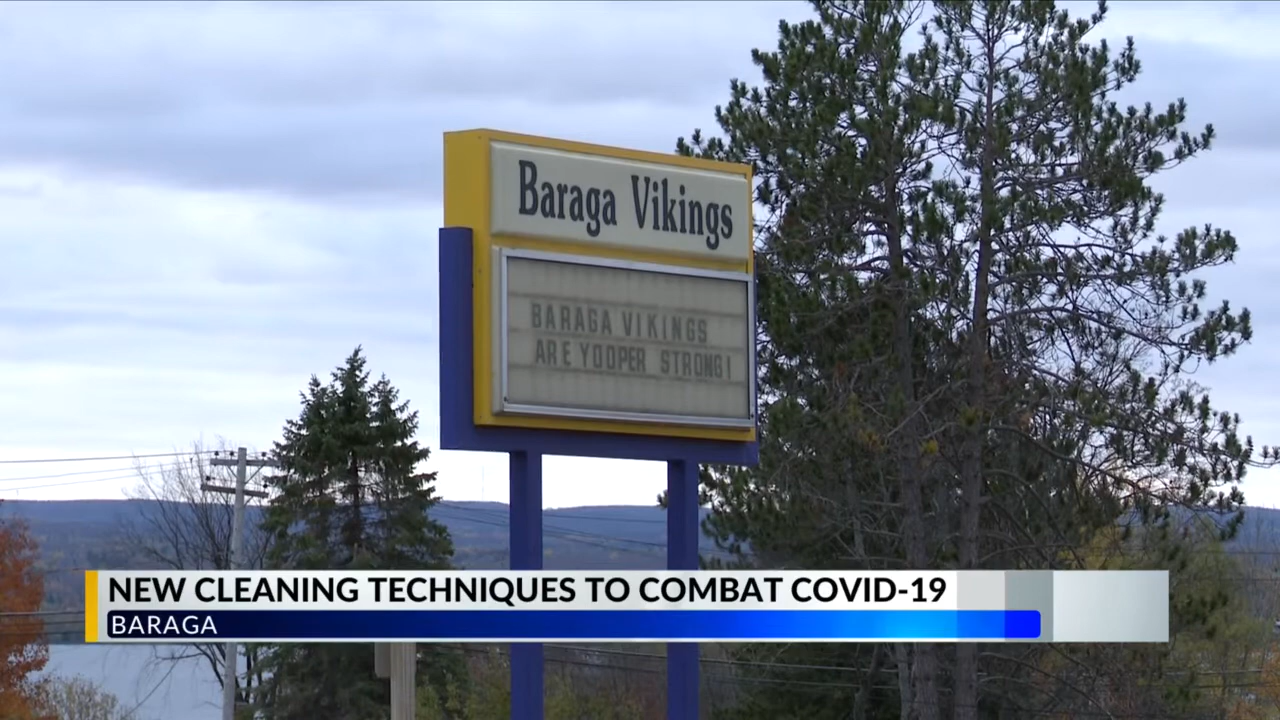 Baraga Vikings
BARAGA VIKINGS
ARE YOOPER STRONG!
NEW CLEANING TECHNIQUES TO COMBAT COVID-19
BARAGA